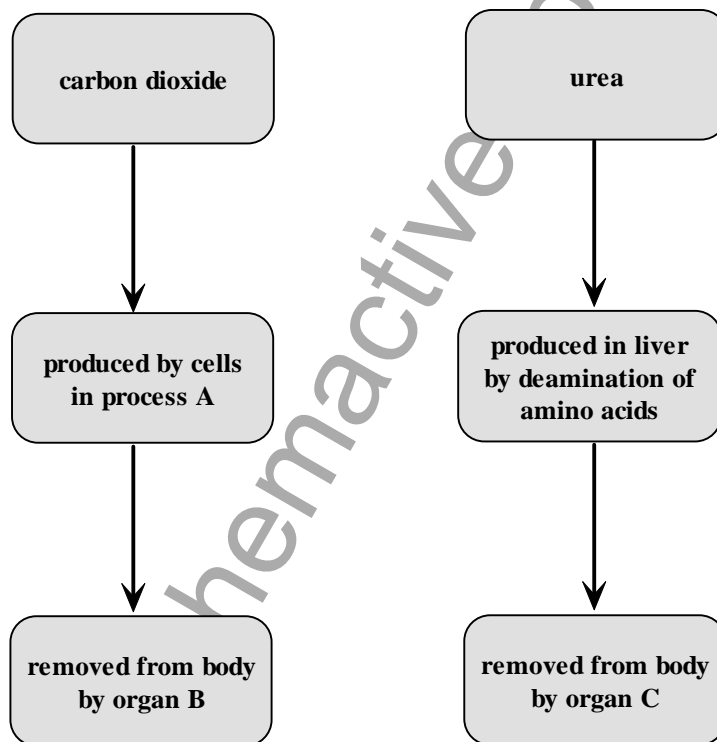 carbon dioxide
urea
produced by cells
in process A
produced in liver
by deamination of
amino acids
removed from body
by organ B
removed from body
by organ C
hemactive